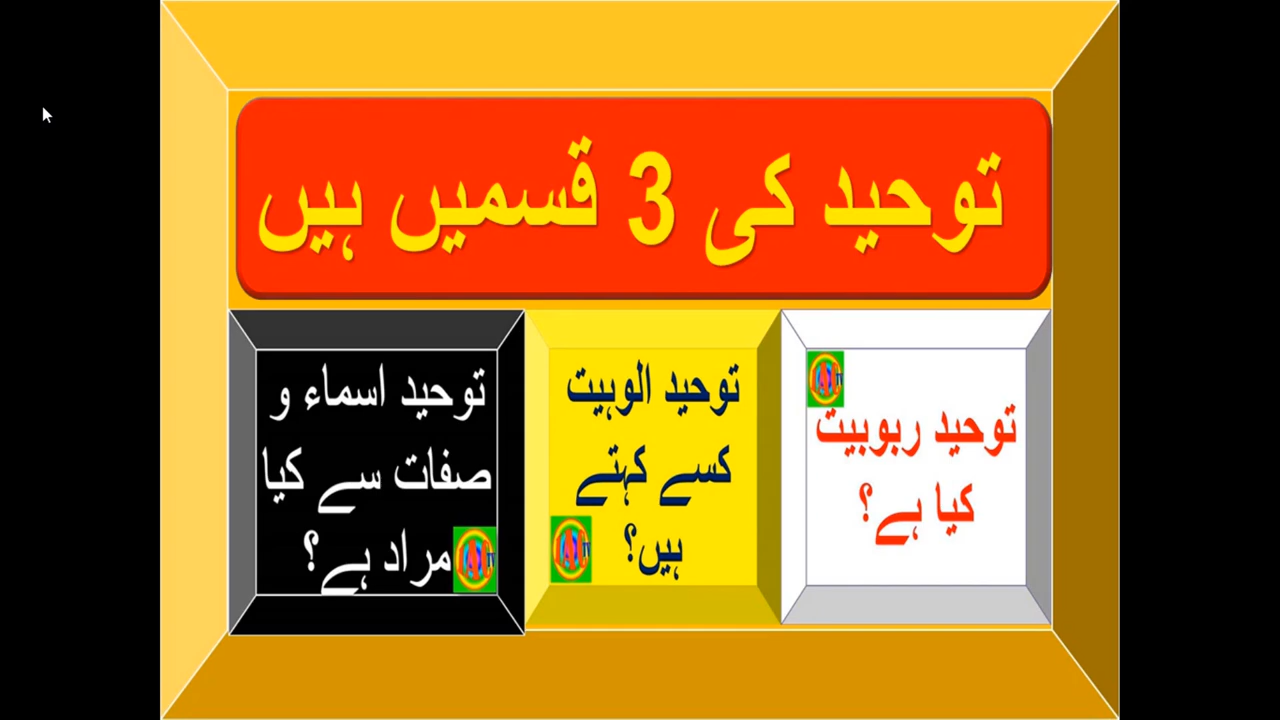 توحید کی 3 قسمیں ہیں
توحید ربوبیت
کیا ہے؟
توحید الوہیت
کسے کہتے
ہیں؟
توحید اسماء و
صفات سے کیا
مراد ہے؟